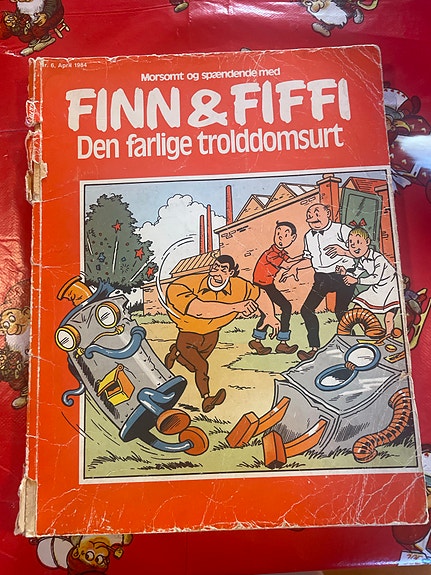 Nr. 6, April 1984
Morsomt og spændende med
FINN & FIFFI
Den farlige trolddomsurt